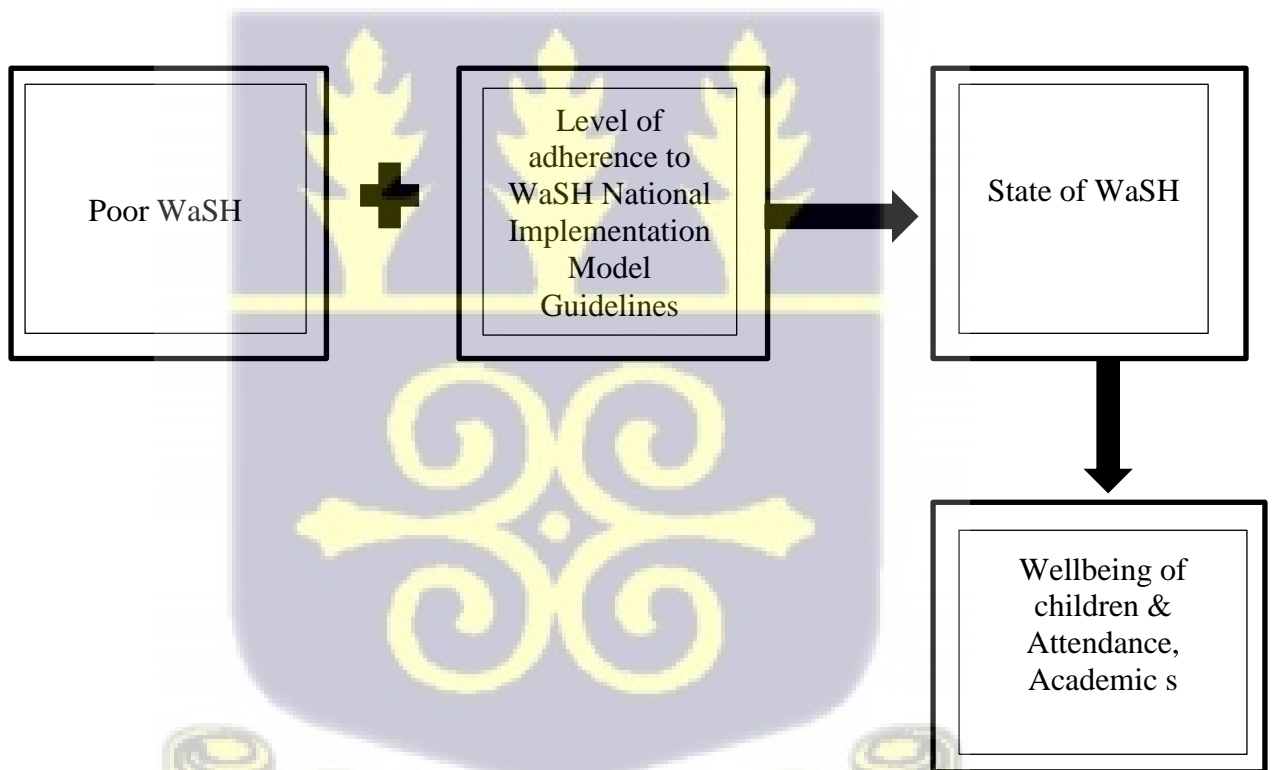 Poor WaSH
Level of
adherence to
WaSH National
Implementation
Model
Guidelines
State of WaSH
Wellbeing of
children &
Attendance,
Academic s